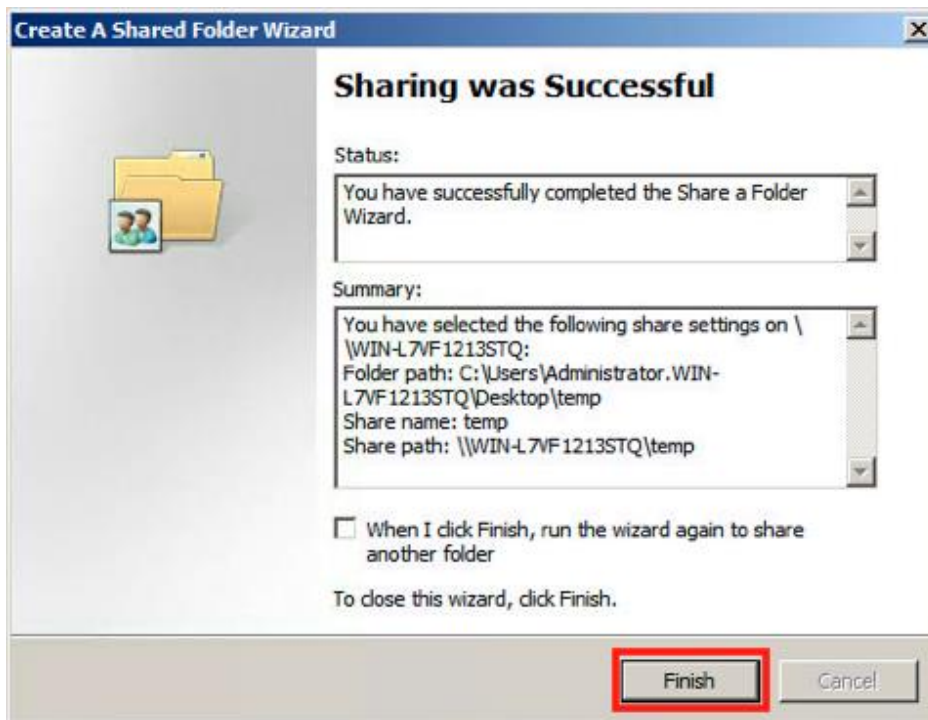 Create A Shared Folder Wizard
Sharing was Successful
Status:
You have successfully completed the Share a Folder
Wizard.
Summary:
You have selected the following share settings on \
\WIN-L7VF1213STQ:
Folder path: C:\Users\Administrator.WIN-
L7VF1213STQ\Desktop\temp
Share name: temp
Share path: \\WIN-L7VF1213STQ\temp
When I click Finish, run the wizard again to share
another folder
To close this wizard, click Finish.
Finish
Cancel